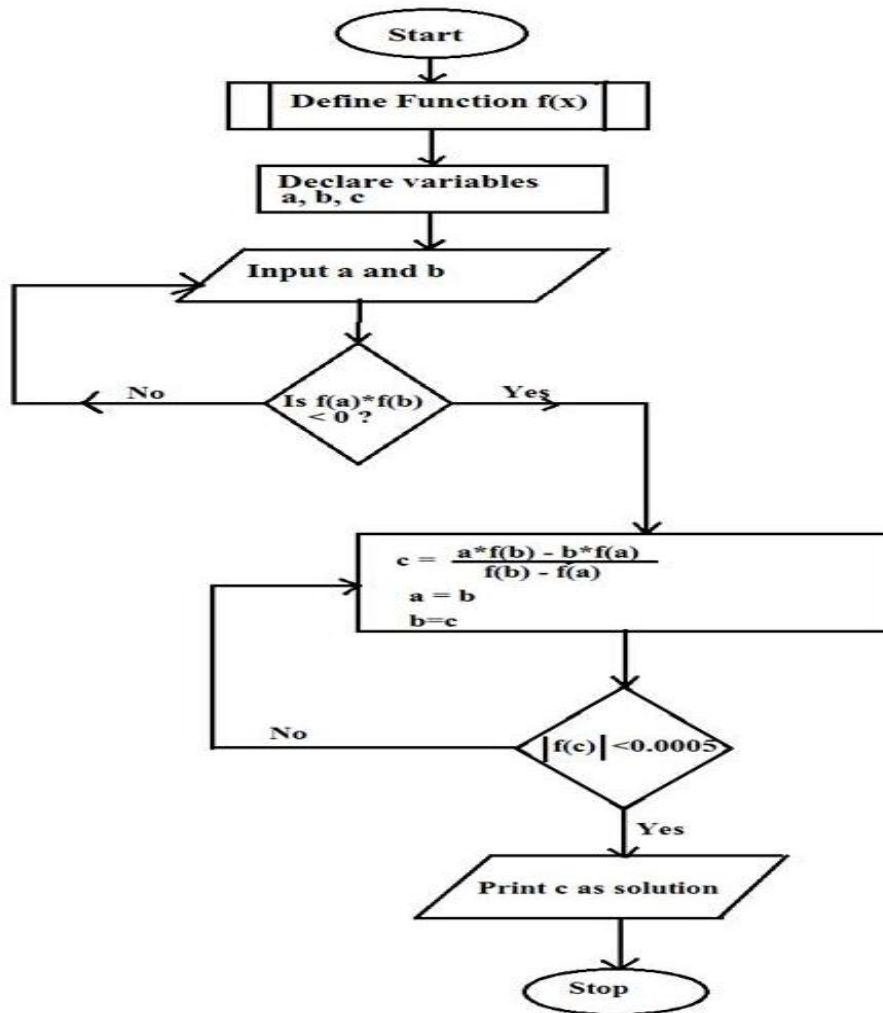 Start
Define Function f(x)
Declare variables
a, b, c
Input a and b
No
Is f(a)*f(b)
< 0 ?
Yes
c = a*f(b) - b*f(a)
f(b) - f(a)
a = b
b=c
No
|f(c)| <0.0005
Yes
Print c as solution
Stop